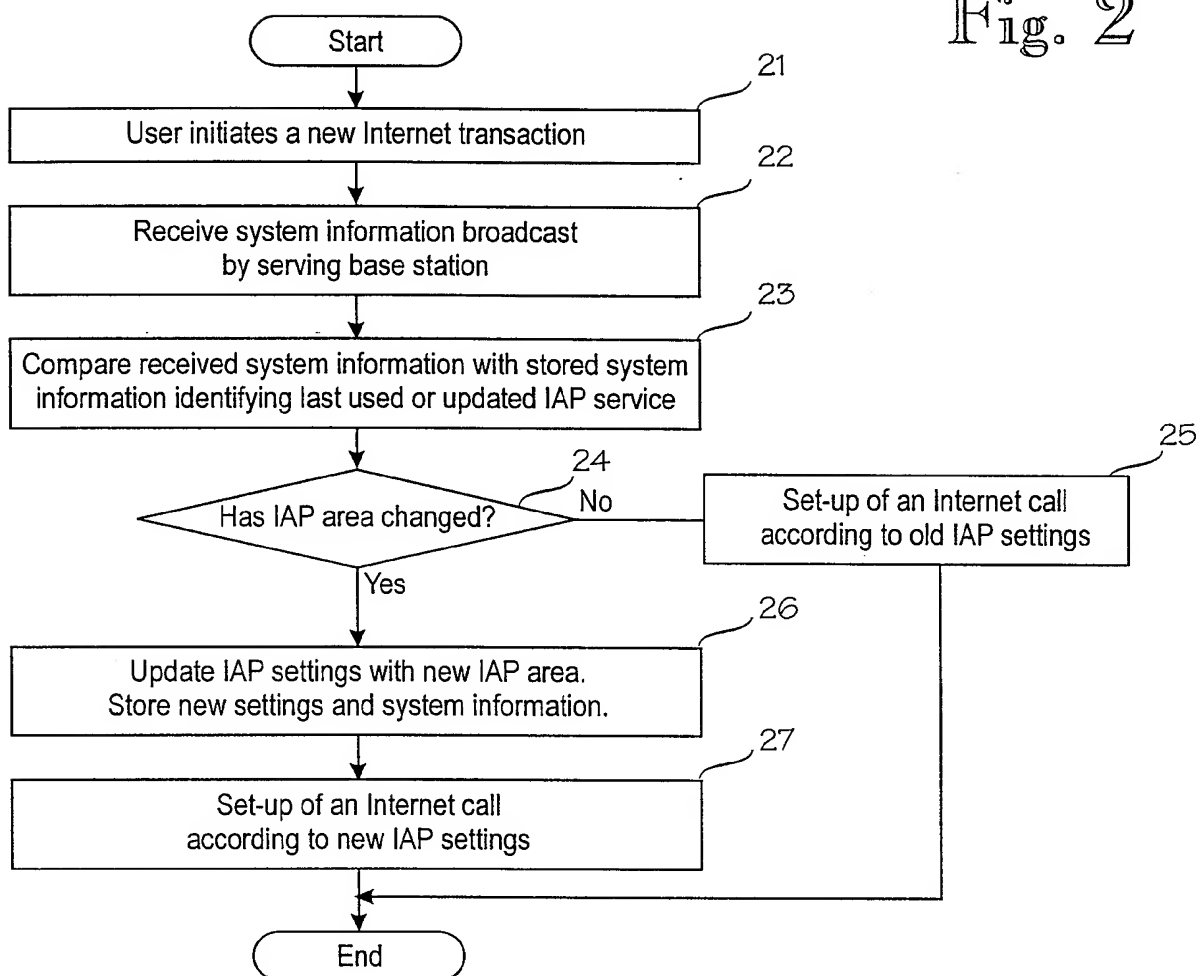 Fig. 2
Start
21
User initiates a new Internet transaction
22
Receive system information broadcast
by serving base station
23
Compare received system information with stored system
information identifying last used or updated IAP service
24
Has IAP area changed?
No
25
Set-up of an Internet call
according to old IAP settings
Yes
26
Update IAP settings with new IAP area.
Store new settings and system information.
27
Set-up of an Internet call
according to new IAP settings
End